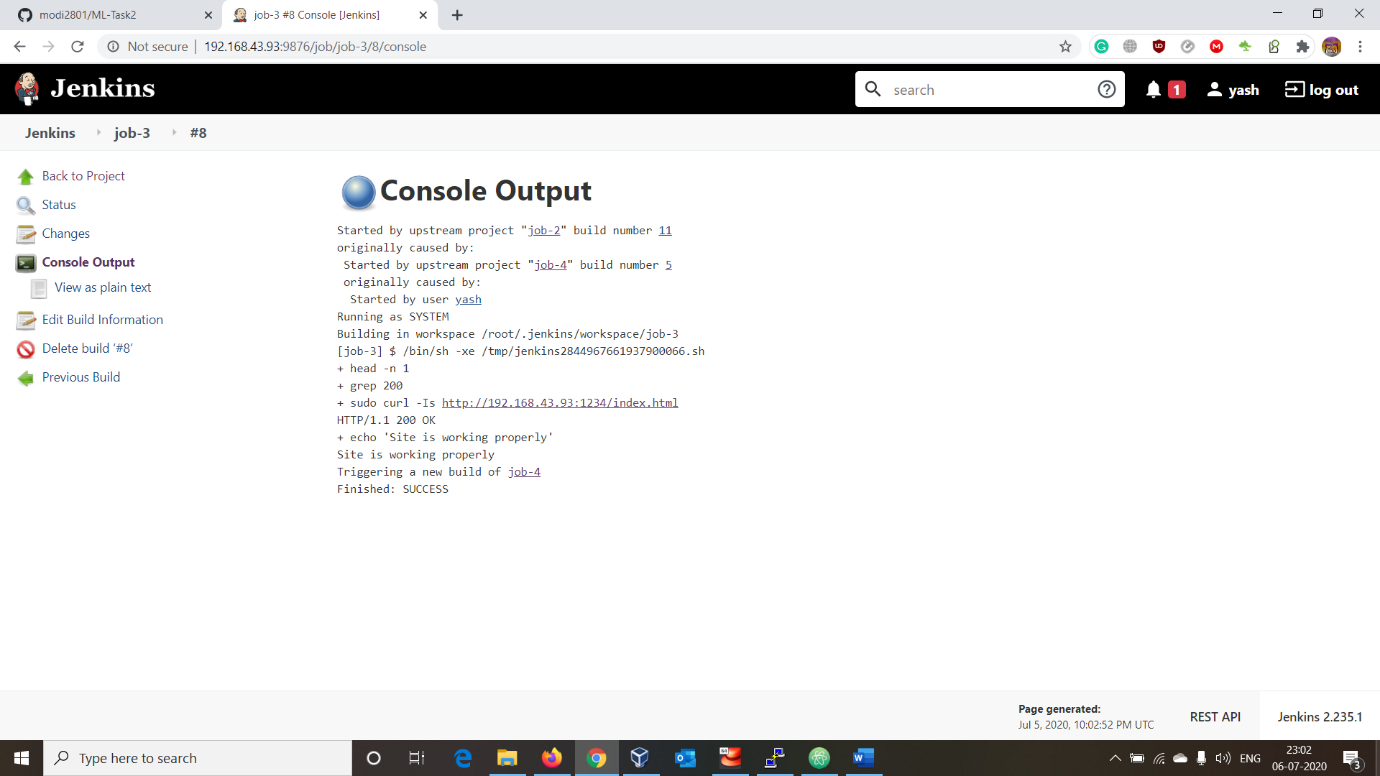 modi2801/ML-Task2
job-3 #8 Console [Jenkins]
Not secure | 192.168.43.93:9876/job/job-3/8/console
Jenkins
search
1
yash
log out
Jenkins
job-3
#8
Back to Project
Status
Changes
Console Output
View as plain text
Edit Build Information
Delete build '#8'
Previous Build
Console Output
Started by upstream project "job-2" build number 11
originally caused by:
Started by upstream project "job-4" build number 5
originally caused by:
Started by user yash
Running as SYSTEM
Building in workspace /root/.jenkins/workspace/job-3
[job-3] $ /bin/sh -xe /tmp/jenkins2844967661937900066.sh
+ head -n 1
+ grep 200
+ sudo curl -Is http://192.168.43.93:1234/index.html
HTTP/1.1 200 OK
+ echo 'Site is working properly'
Site is working properly
Triggering a new build of job-4
Finished: SUCCESS
Page generated:
Jul 5, 2020, 10:02:52 PM UTC
REST API
Jenkins 2.235.1
Type here to search
ENG
23:02
06-07-2020
3